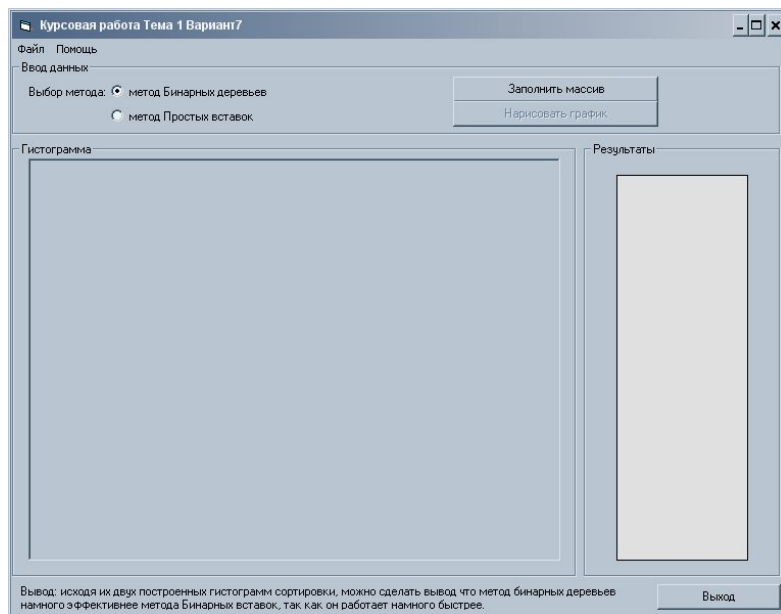 Курсовая работа Тема 1 Вариант7
Файл Помощь
Ввод данных
Выбор метода: метод Бинарных деревьев
метод Простых вставок
Заполнить массив
Нарисовать график
Гистограмма
Результаты
Вывод: исходя их двух построенных гистограмм сортировки, можно сделать вывод что метод бинарных деревьев
намного эффективнее метода Бинарных вставок, так как он работает намного быстрее.
Выход